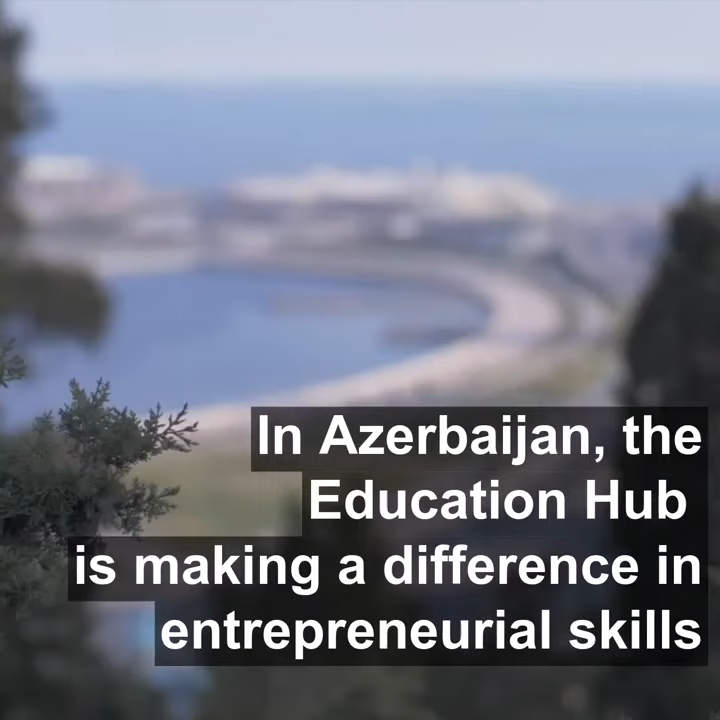 In Azerbaijan, the
Education Hub
is making a difference in
entrepreneurial skills